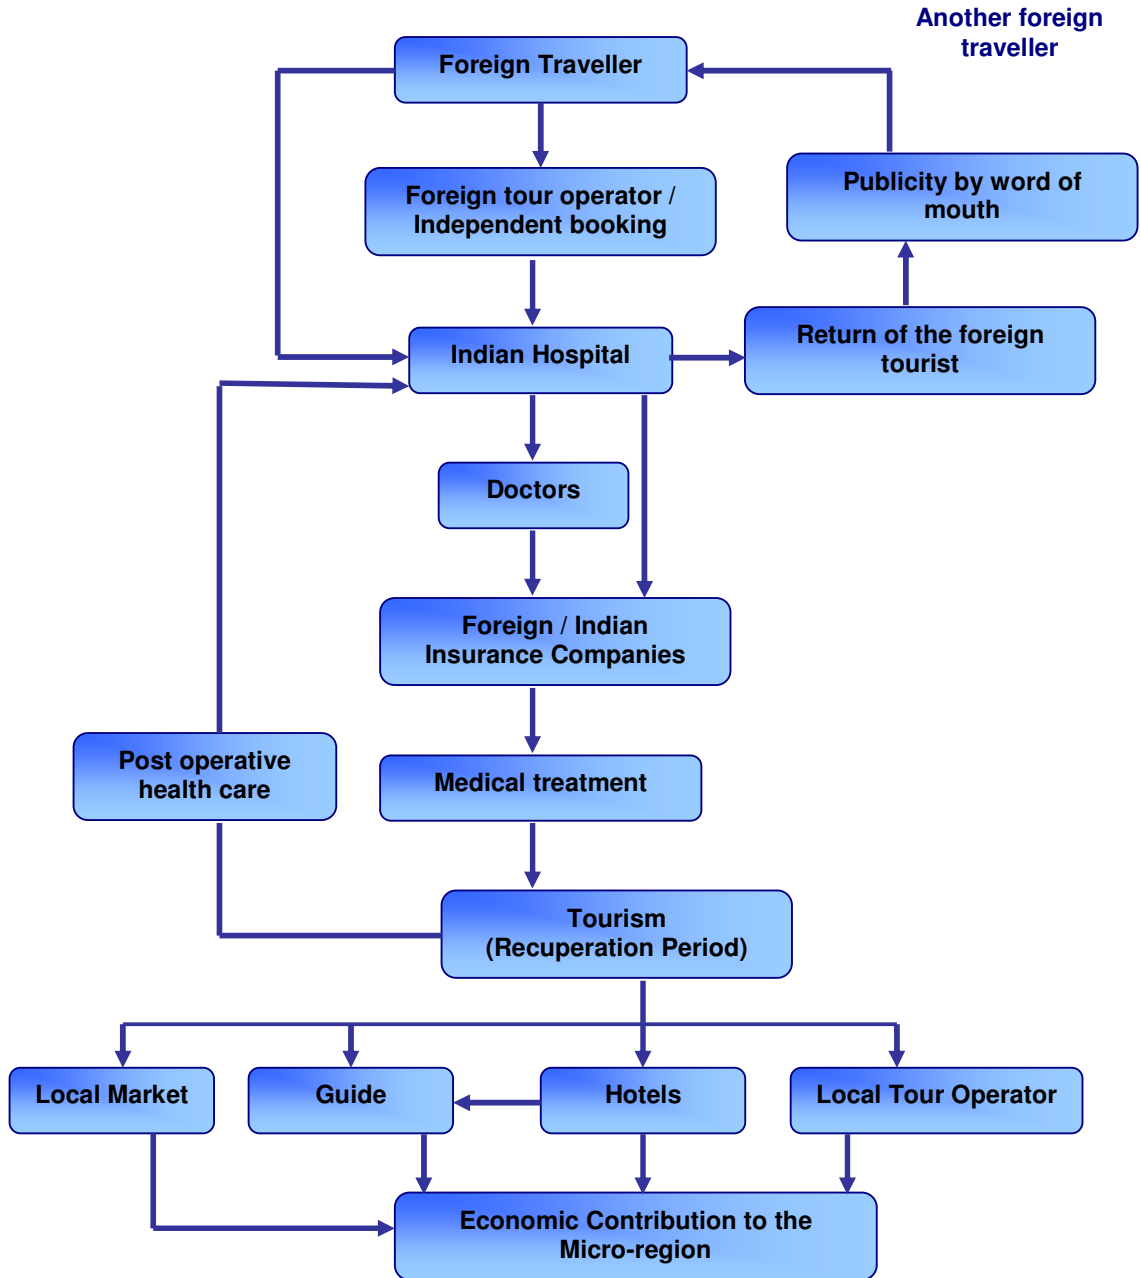 Another foreign
traveller
Foreign Traveller
Foreign tour operator /
Independent booking
Publicity by word of
mouth
Indian Hospital
Return of the foreign
tourist
Doctors
Foreign / Indian
Insurance Companies
Post operative
health care
Medical treatment
Tourism
(Recuperation Period)
Local Market
Guide
Hotels
Local Tour Operator
Economic Contribution to the
Micro-region